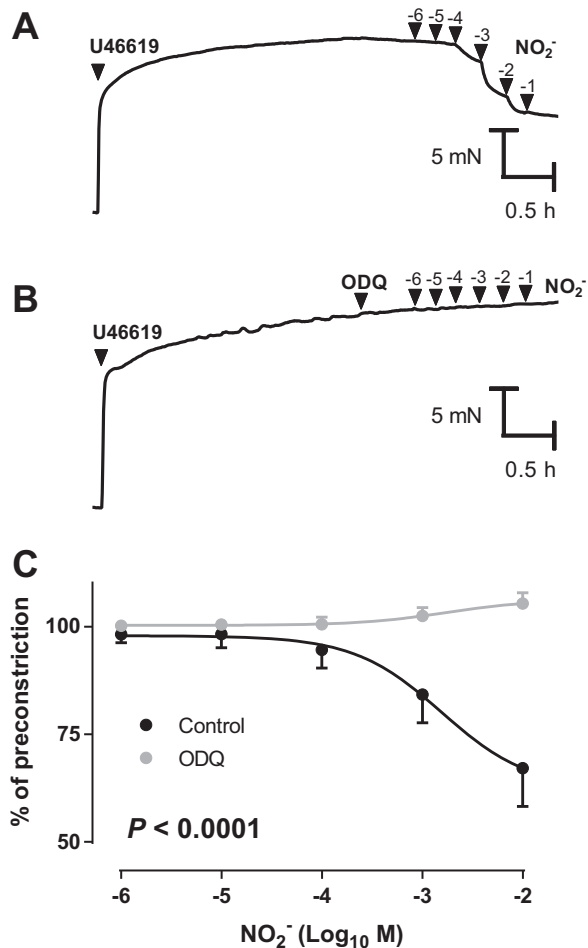 A
U46619
-6 -5 -4 -3 -2 -1
NO₂⁻
5 mN
0.5 h
B
U46619
ODQ
-6 -5 -4 -3 -2 -1
NO₂⁻
5 mN
0.5 h
C
% of preconstriction
100
75
50
Control
ODQ
P < 0.0001
-6 -5 -4 -3 -2
NO₂⁻ (Log₁₀ M)